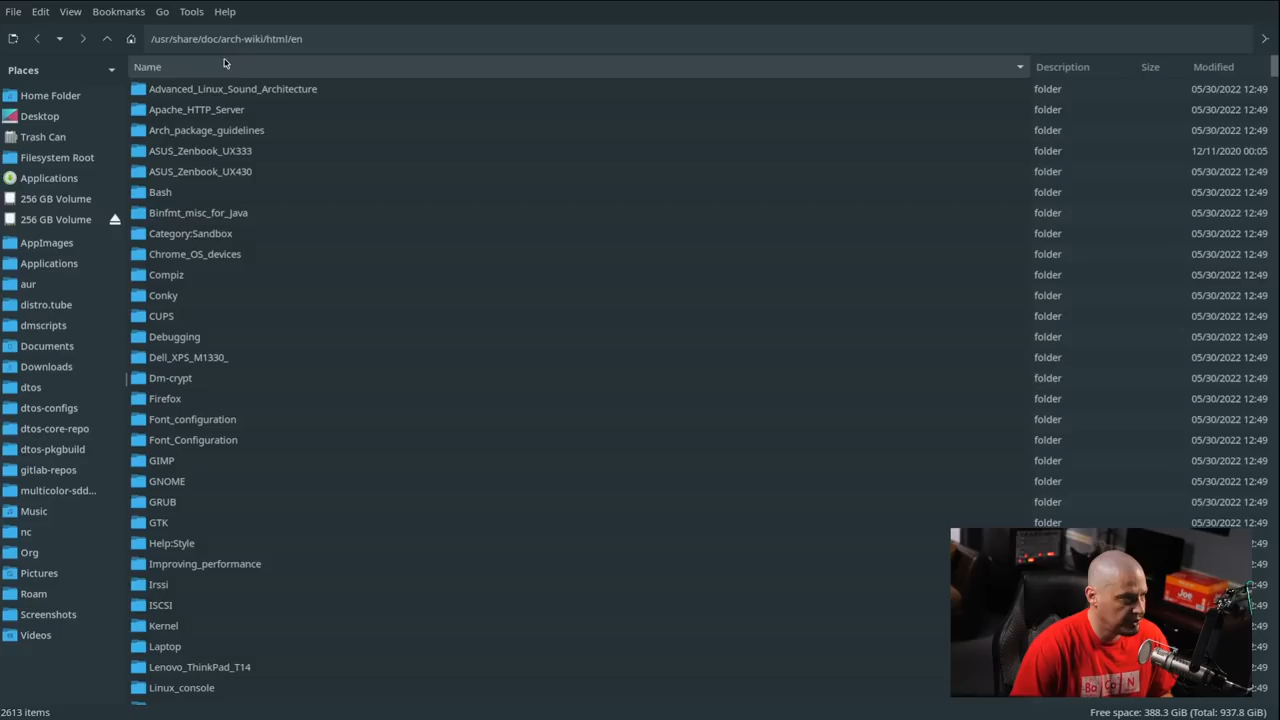 File Edit View Bookmarks Go Tools Help
/usr/share/doc/arch-wiki/html/en
Places
Home Folder
Desktop
Trash Can
Filesystem Root
Applications
256 GB Volume
256 GB Volume
AppImages
Applications
aur
distro.tube
dmscripts
Documents
Downloads
dtos
dtos-configs
dtos-core-repo
dtos-pkgbuild
gitlab-repos
multicolor-sdd...
Music
nc
Org
Pictures
Roam
Screenshots
Videos
Name Description Size Modified
Advanced_Linux_Sound_Architecture folder 05/30/2022 12:49
Apache_HTTP_Server folder 05/30/2022 12:49
Arch_package_guidelines folder 05/30/2022 12:49
ASUS_Zenbook_UX333 folder 12/11/2020 00:05
ASUS_Zenbook_UX430 folder 05/30/2022 12:49
Bash folder 05/30/2022 12:49
Binfmt_misc_for_Java folder 05/30/2022 12:49
Category:Sandbox folder 05/30/2022 12:49
Chrome_OS_devices folder 05/30/2022 12:49
Compiz folder 05/30/2022 12:49
Conky folder 05/30/2022 12:49
CUPS folder 05/30/2022 12:49
Debugging folder 05/30/2022 12:49
Dell_XPS_M1330_ folder 05/30/2022 12:49
Dm-crypt folder 05/30/2022 12:49
Firefox folder 05/30/2022 12:49
Font_configuration folder 05/30/2022 12:49
Font_Configuration folder 05/30/2022 12:49
GIMP folder 05/30/2022 12:49
GNOME folder 05/30/2022 12:49
GRUB folder 05/30/2022 12:49
GTK folder 05/30/2022 12:49
Help:Style :49
Improving_performance :49
Irssi :49
ISCSI :49
Kernel :49
Laptop :49
Lenovo_ThinkPad_T14 :49
Linux_console :49
JOE
BaCoN
2613 items Free space: 388.3 GiB (Total: 937.8 GiB)